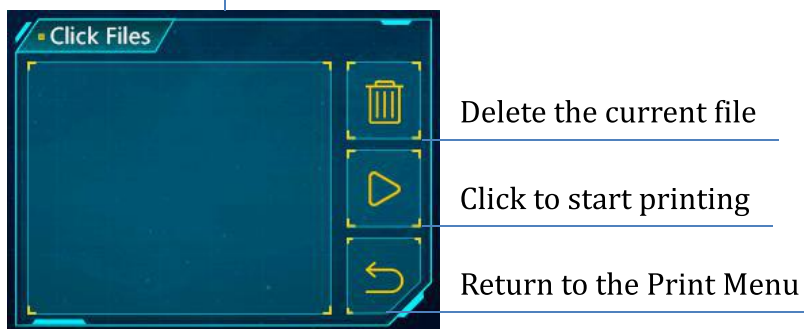 Click Files
Delete the current file
Click to start printing
Return to the Print Menu